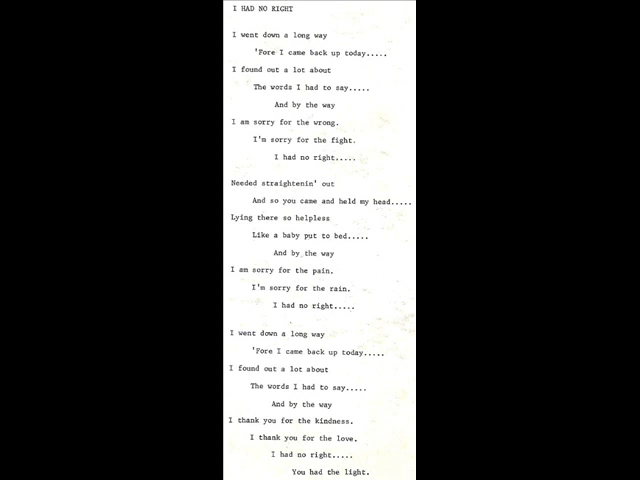 I HAD NO RIGHT
I went down a long way
'Fore I came back up today.....
I found out a lot about
The words I had to say.....
And by the way
I am sorry for the wrong.
I'm sorry for the fight.
I had no right.....
Needed straightenin' out
And so you came and held my head.....
Lying there so helpless
Like a baby put to bed.....
And by the way
I am sorry for the pain.
I'm sorry for the rain.
I had no right.....
I went down a long way
'Fore I came back up today.....
I found out a lot about
The words I had to say.....
And by the way
I thank you for the kindness.
I thank you for the love.
I had no right.....
You had the light.